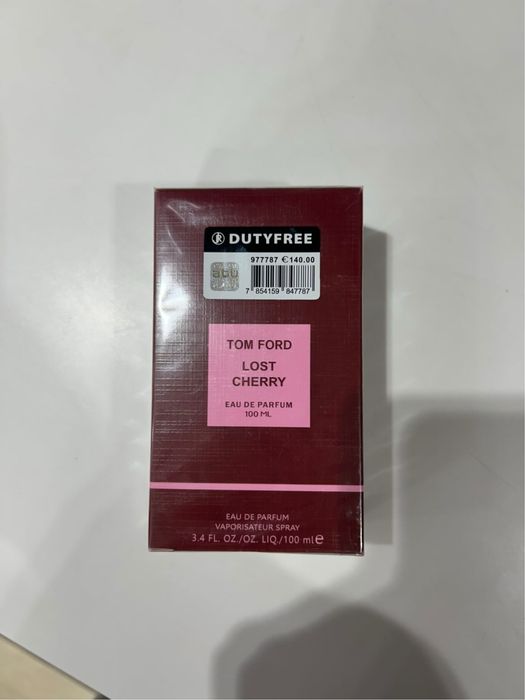 DUTYFREE
977787 €140.00
7 854159 847787
TOM FORD
LOST
CHERRY
EAU DE PARFUM
100 ML
EAU DE PARFUM
VAPORISATEUR SPRAY
3.4 FL. OZ./OZ. LIQ./100 ml℮